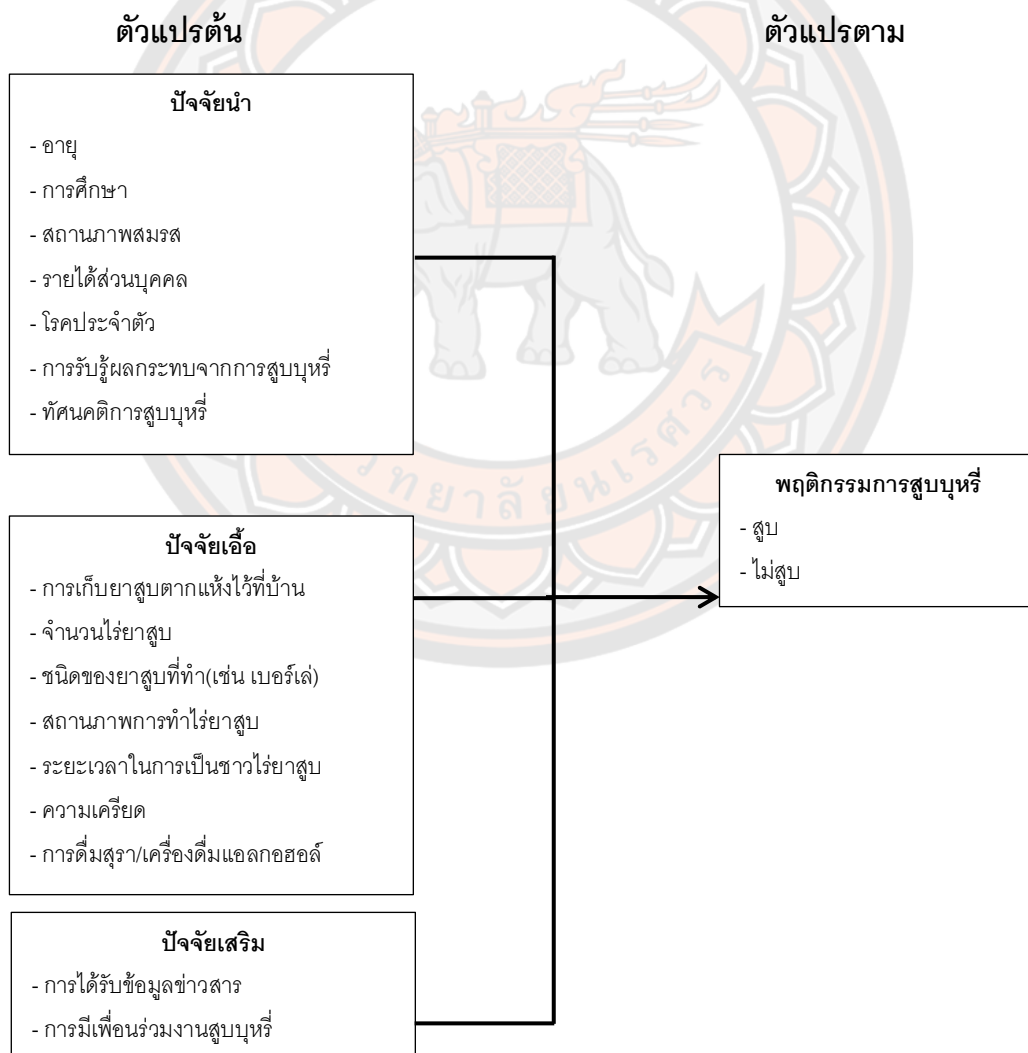 ตัวแปรต้น
ตัวแปรตาม
ปัจจัยนำ
- อายุ
- การศึกษา
- สถานภาพสมรส
- รายได้ส่วนบุคคล
- โรคประจำตัว
- การรับรู้ผลกระทบจากการสูบบุหรี่
- ทัศนคติการสูบบุหรี่
ปัจจัยเอื้อ
- การเก็บยาสูบตากแห้งไว้ที่บ้าน
- จำนวนไร่ยาสูบ
- ชนิดของยาสูบที่ทำ(เช่น เบอร์เล่)
- สถานภาพการทำไร่ยาสูบ
- ระยะเวลาในการเป็นชาวไร่ยาสูบ
- ความเครียด
- การดื่มสุรา/เครื่องดื่มแอลกอฮอล์
ปัจจัยเสริม
- การได้รับข้อมูลข่าวสาร
- การมีเพื่อนร่วมงานสูบบุหรี่
พฤติกรรมการสูบบุหรี่
- สูบ
- ไม่สูบ
วิทยาลัยนเรศวร